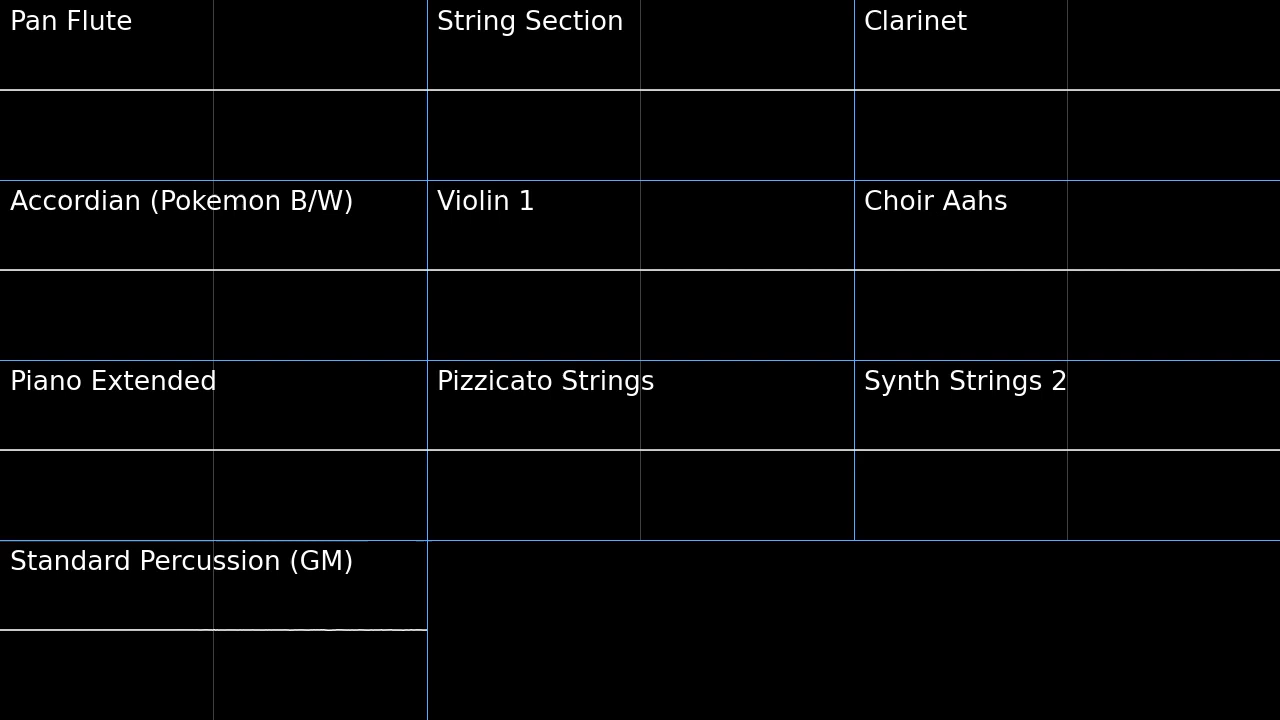 Pan Flute
String Section
Clarinet
Accordian (Pokemon B/W)
Violin 1
Choir Aahs
Piano Extended
Pizzicato Strings
Synth Strings 2
Standard Percussion (GM)